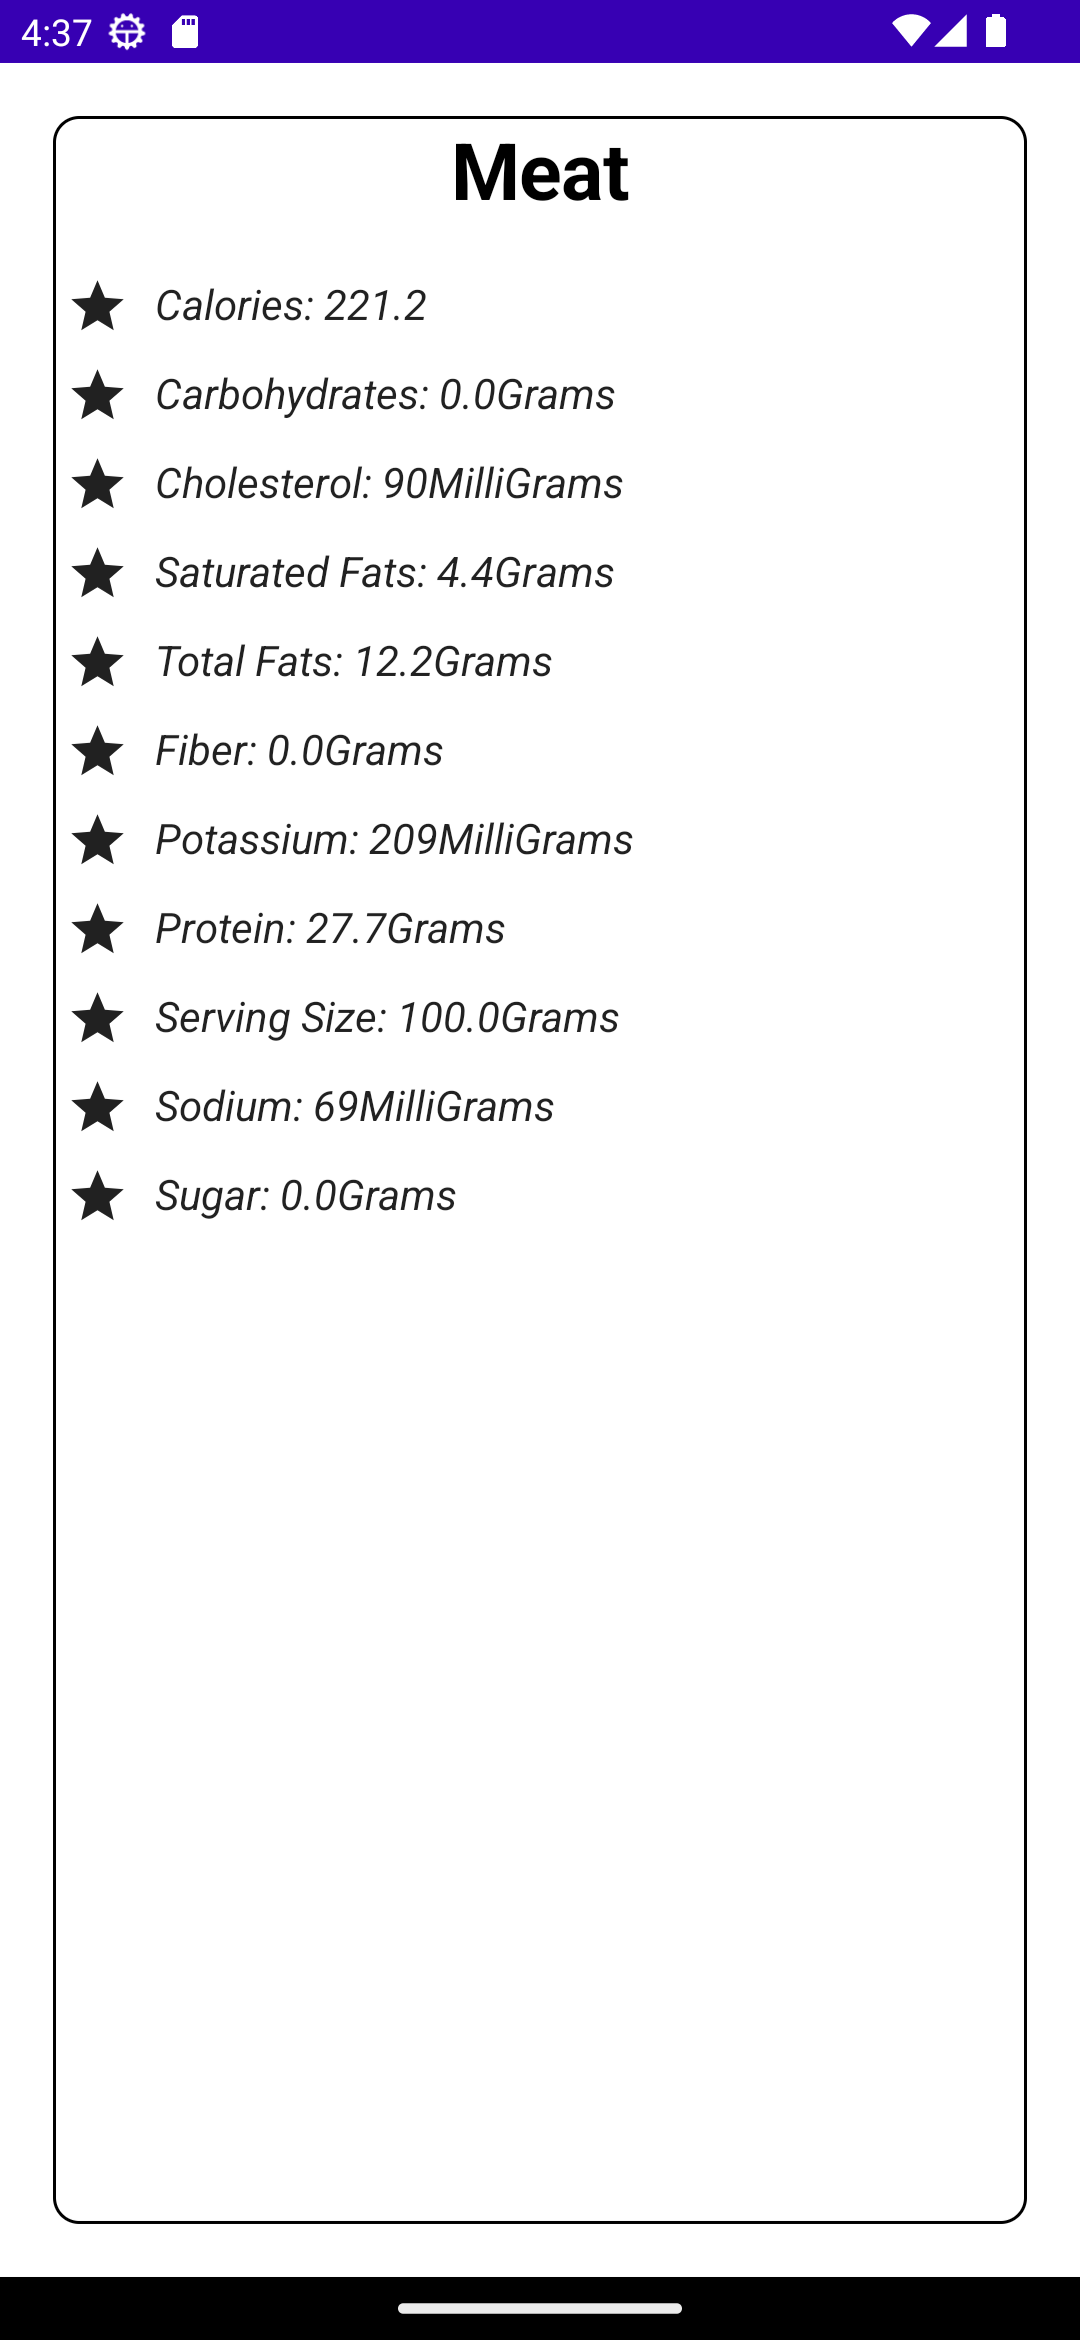 4:37
Meat
Calories: 221.2
Carbohydrates: 0.0Grams
Cholesterol: 90MilliGrams
Saturated Fats: 4.4Grams
Total Fats: 12.2Grams
Fiber: 0.0Grams
Potassium: 209MilliGrams
Protein: 27.7Grams
Serving Size: 100.0Grams
Sodium: 69MilliGrams
Sugar: 0.0Grams